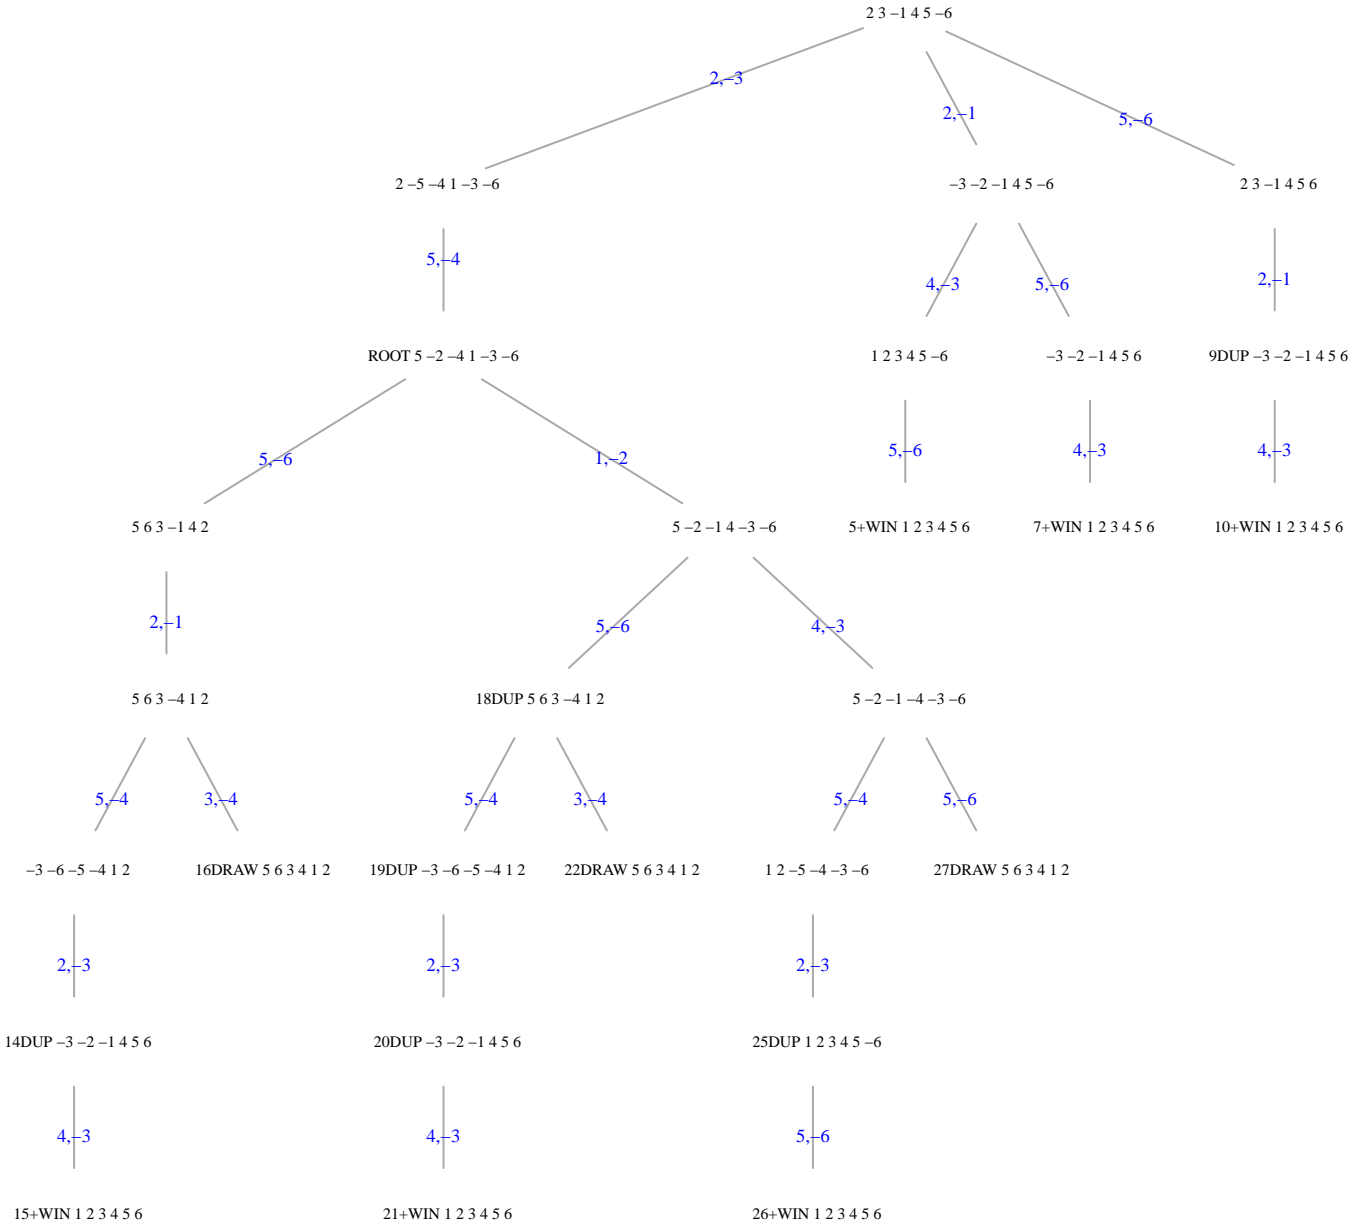 2 3 −1 4 5 −6
2,−3
2,−1
5,−6
2 −5 −4 1 −3 −6
−3 −2 −1 4 5 −6
2 3 −1 4 5 6
5,−4
4,−3
5,−6
2,−1
ROOT 5 −2 −4 1 −3 −6
1 2 3 4 5 −6
−3 −2 −1 4 5 6
9DUP −3 −2 −1 4 5 6
5,−6
1,−2
5,−6
4,−3
4,−3
5 6 3 −1 4 2
5 −2 −1 4 −3 −6
5+WIN 1 2 3 4 5 6
7+WIN 1 2 3 4 5 6
10+WIN 1 2 3 4 5 6
2,−1
5,−6
4,−3
5 6 3 −4 1 2
18DUP 5 6 3 −4 1 2
5 −2 −1 −4 −3 −6
5,−4
3,−4
5,−4
3,−4
5,−4
5,−6
−3 −6 −5 −4 1 2
16DRAW 5 6 3 4 1 2
19DUP −3 −6 −5 −4 1 2
22DRAW 5 6 3 4 1 2
1 2 −5 −4 −3 −6
27DRAW 5 6 3 4 1 2
2,−3
2,−3
2,−3
14DUP −3 −2 −1 4 5 6
20DUP −3 −2 −1 4 5 6
25DUP 1 2 3 4 5 −6
4,−3
4,−3
5,−6
15+WIN 1 2 3 4 5 6
21+WIN 1 2 3 4 5 6
26+WIN 1 2 3 4 5 6